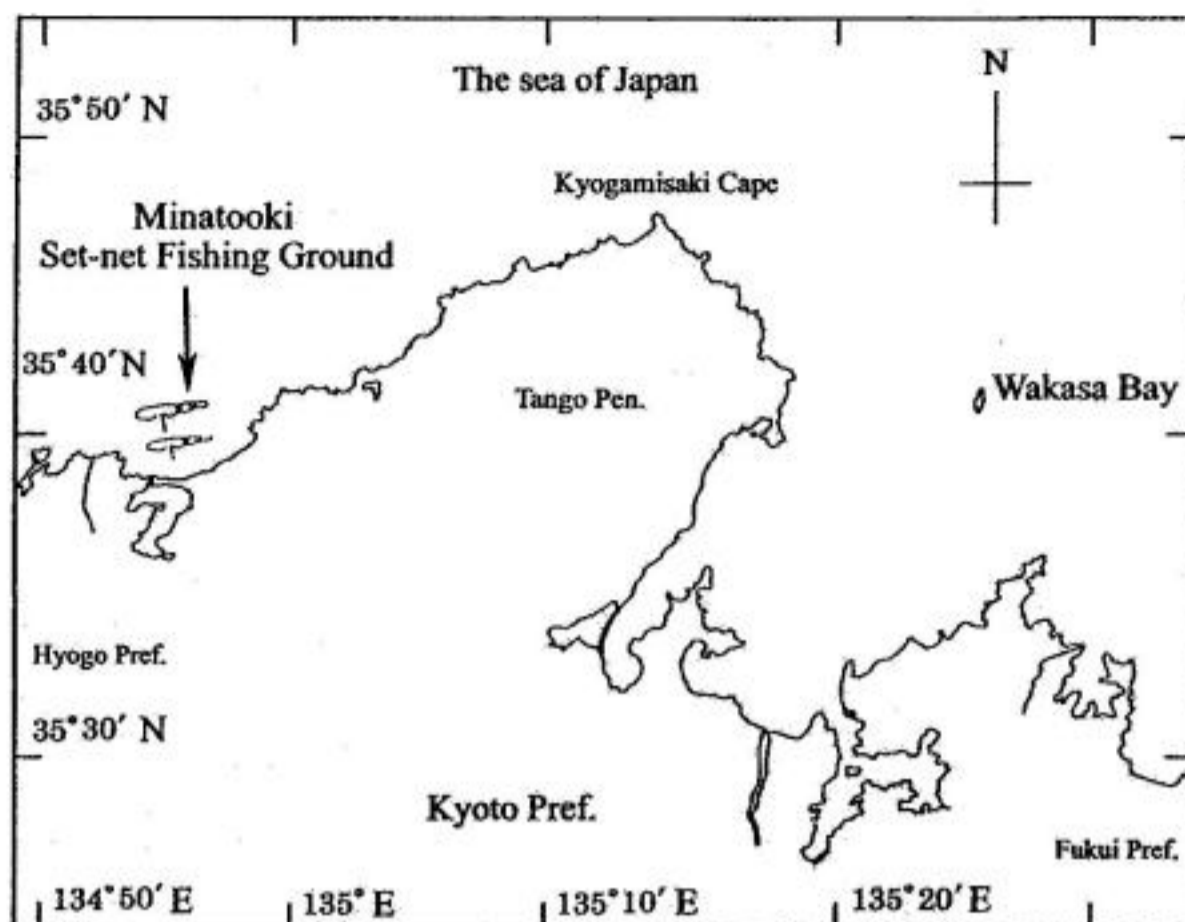 The sea of Japan
N
35°50′ N
Kyogamisaki Cape
Minatooki
Set-net Fishing Ground
35°40′N
Tango Pen.
Wakasa Bay
Hyogo Pref.
35°30′ N
Kyoto Pref.
Fukui Pref.
134°50′ E
135° E
135°10′ E
135°20′ E